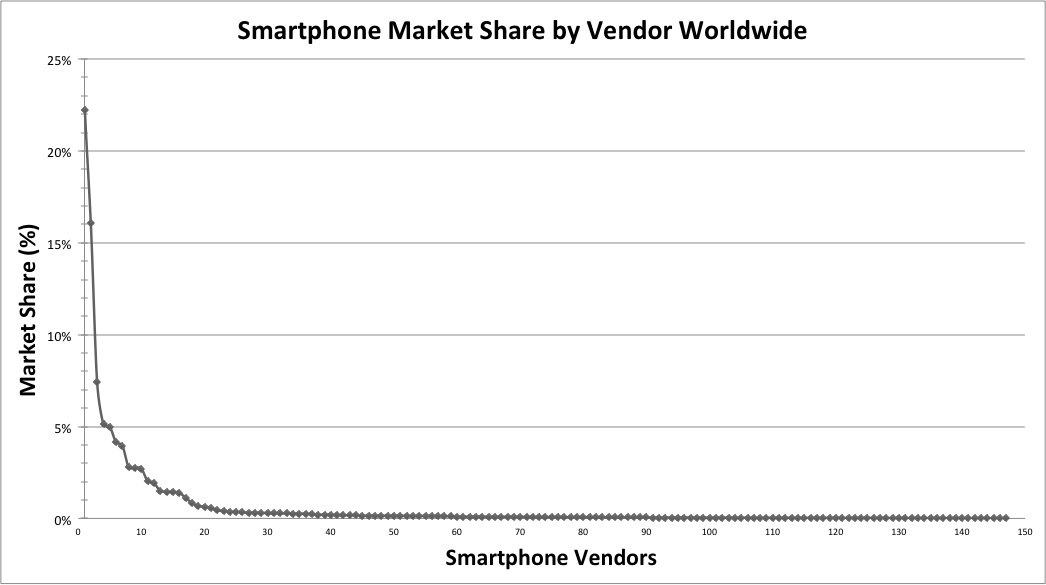 Smartphone Market Share by Vendor Worldwide
25%
20%
15%
10%
5%
0%
Market Share (%)
0 10 20 30 40 50 60 70 80 90 100 110 120 130 140 150
Smartphone Vendors